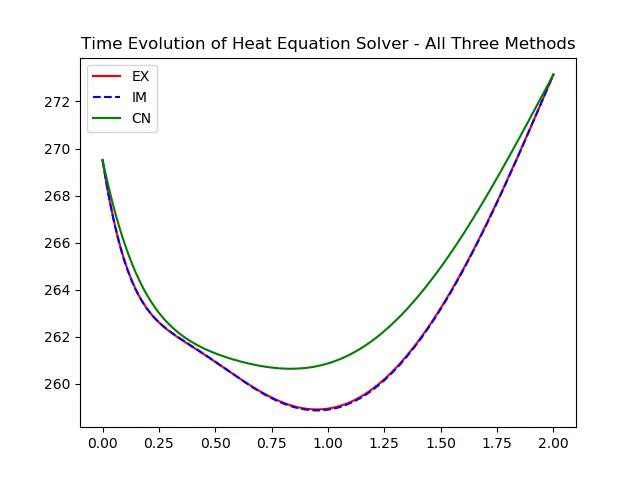 Time Evolution of Heat Equation Solver - All Three Methods
EX
IM
CN
272
270
268
266
264
262
260
0.00 0.25 0.50 0.75 1.00 1.25 1.50 1.75 2.00